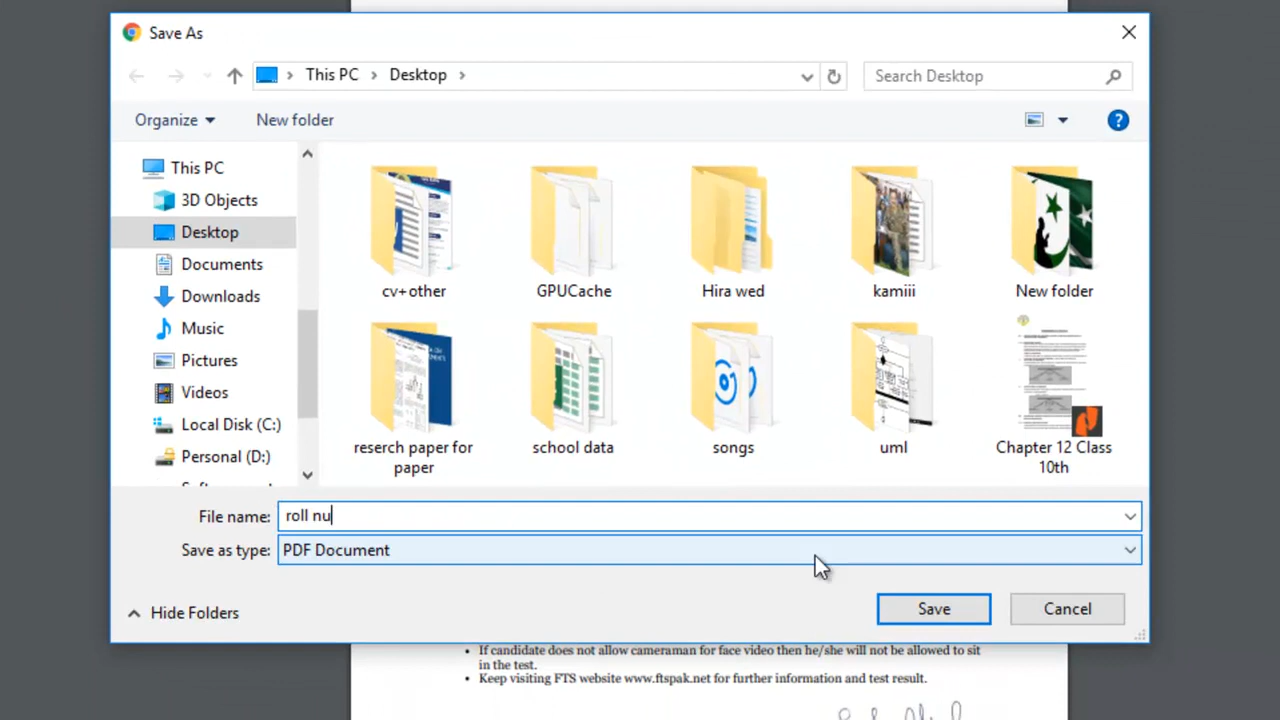 Save As
This PC
Desktop
Search Desktop
Organize
New folder
This PC
3D Objects
Desktop
Documents
Downloads
Music
Pictures
Videos
Local Disk (C:)
Personal (D:)
cv+other
GPUCache
Hira wed
kamiii
New folder
reserch paper for
paper
school data
songs
uml
Chapter 12 Class
10th
File name: roll nu
Save as type: PDF Document
Hide Folders
Save
Cancel
• If candidate does not allow cameraman for face video then he/she will not be allowed to sit
in the test.
• Keep visiting FTS website www.ftspak.net for further information and test result.